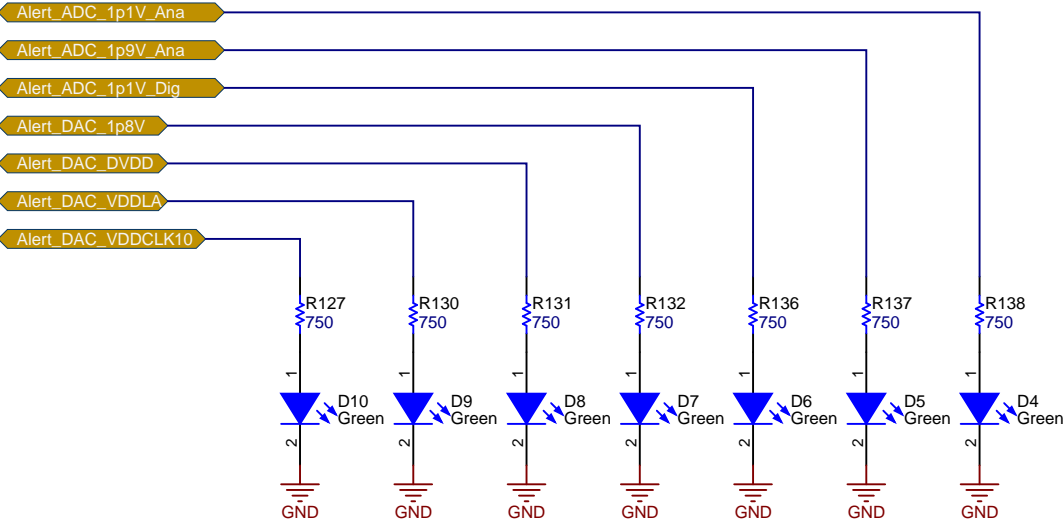 Alert_ADC_1p1V_Ana
Alert_ADC_1p9V_Ana
Alert_ADC_1p1V_Dig
Alert_DAC_1p8V
Alert_DAC_DVDD
Alert_DAC_VDDLA
Alert_DAC_VDDCLK10
R127 R130 R131 R132 R136 R137 R138
750 750 750 750 750 750 750
1 1 1 1 1 1 1
D10 D9 D8 D7 D6 D5 D4
Green Green Green Green Green Green Green
2 2 2 2 2 2 2
GND GND GND GND GND GND GND